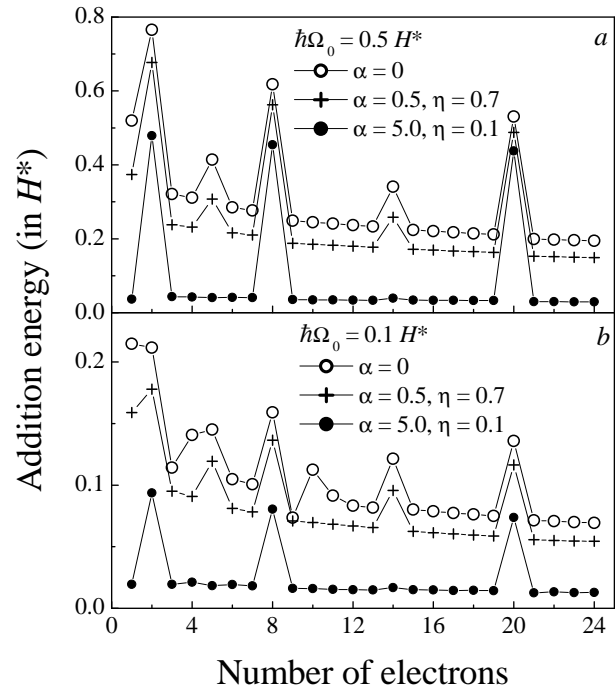 Addition energy (in H*)
0.8
a
ħΩ₀ = 0.5 H*
α = 0
0.6
α = 0.5, η = 0.7
α = 5.0, η = 0.1
0.4
0.2
0.0
b
ħΩ₀ = 0.1 H*
0.2
α = 0
α = 0.5, η = 0.7
α = 5.0, η = 0.1
0.1
0.0
0 4 8 12 16 20 24
Number of electrons